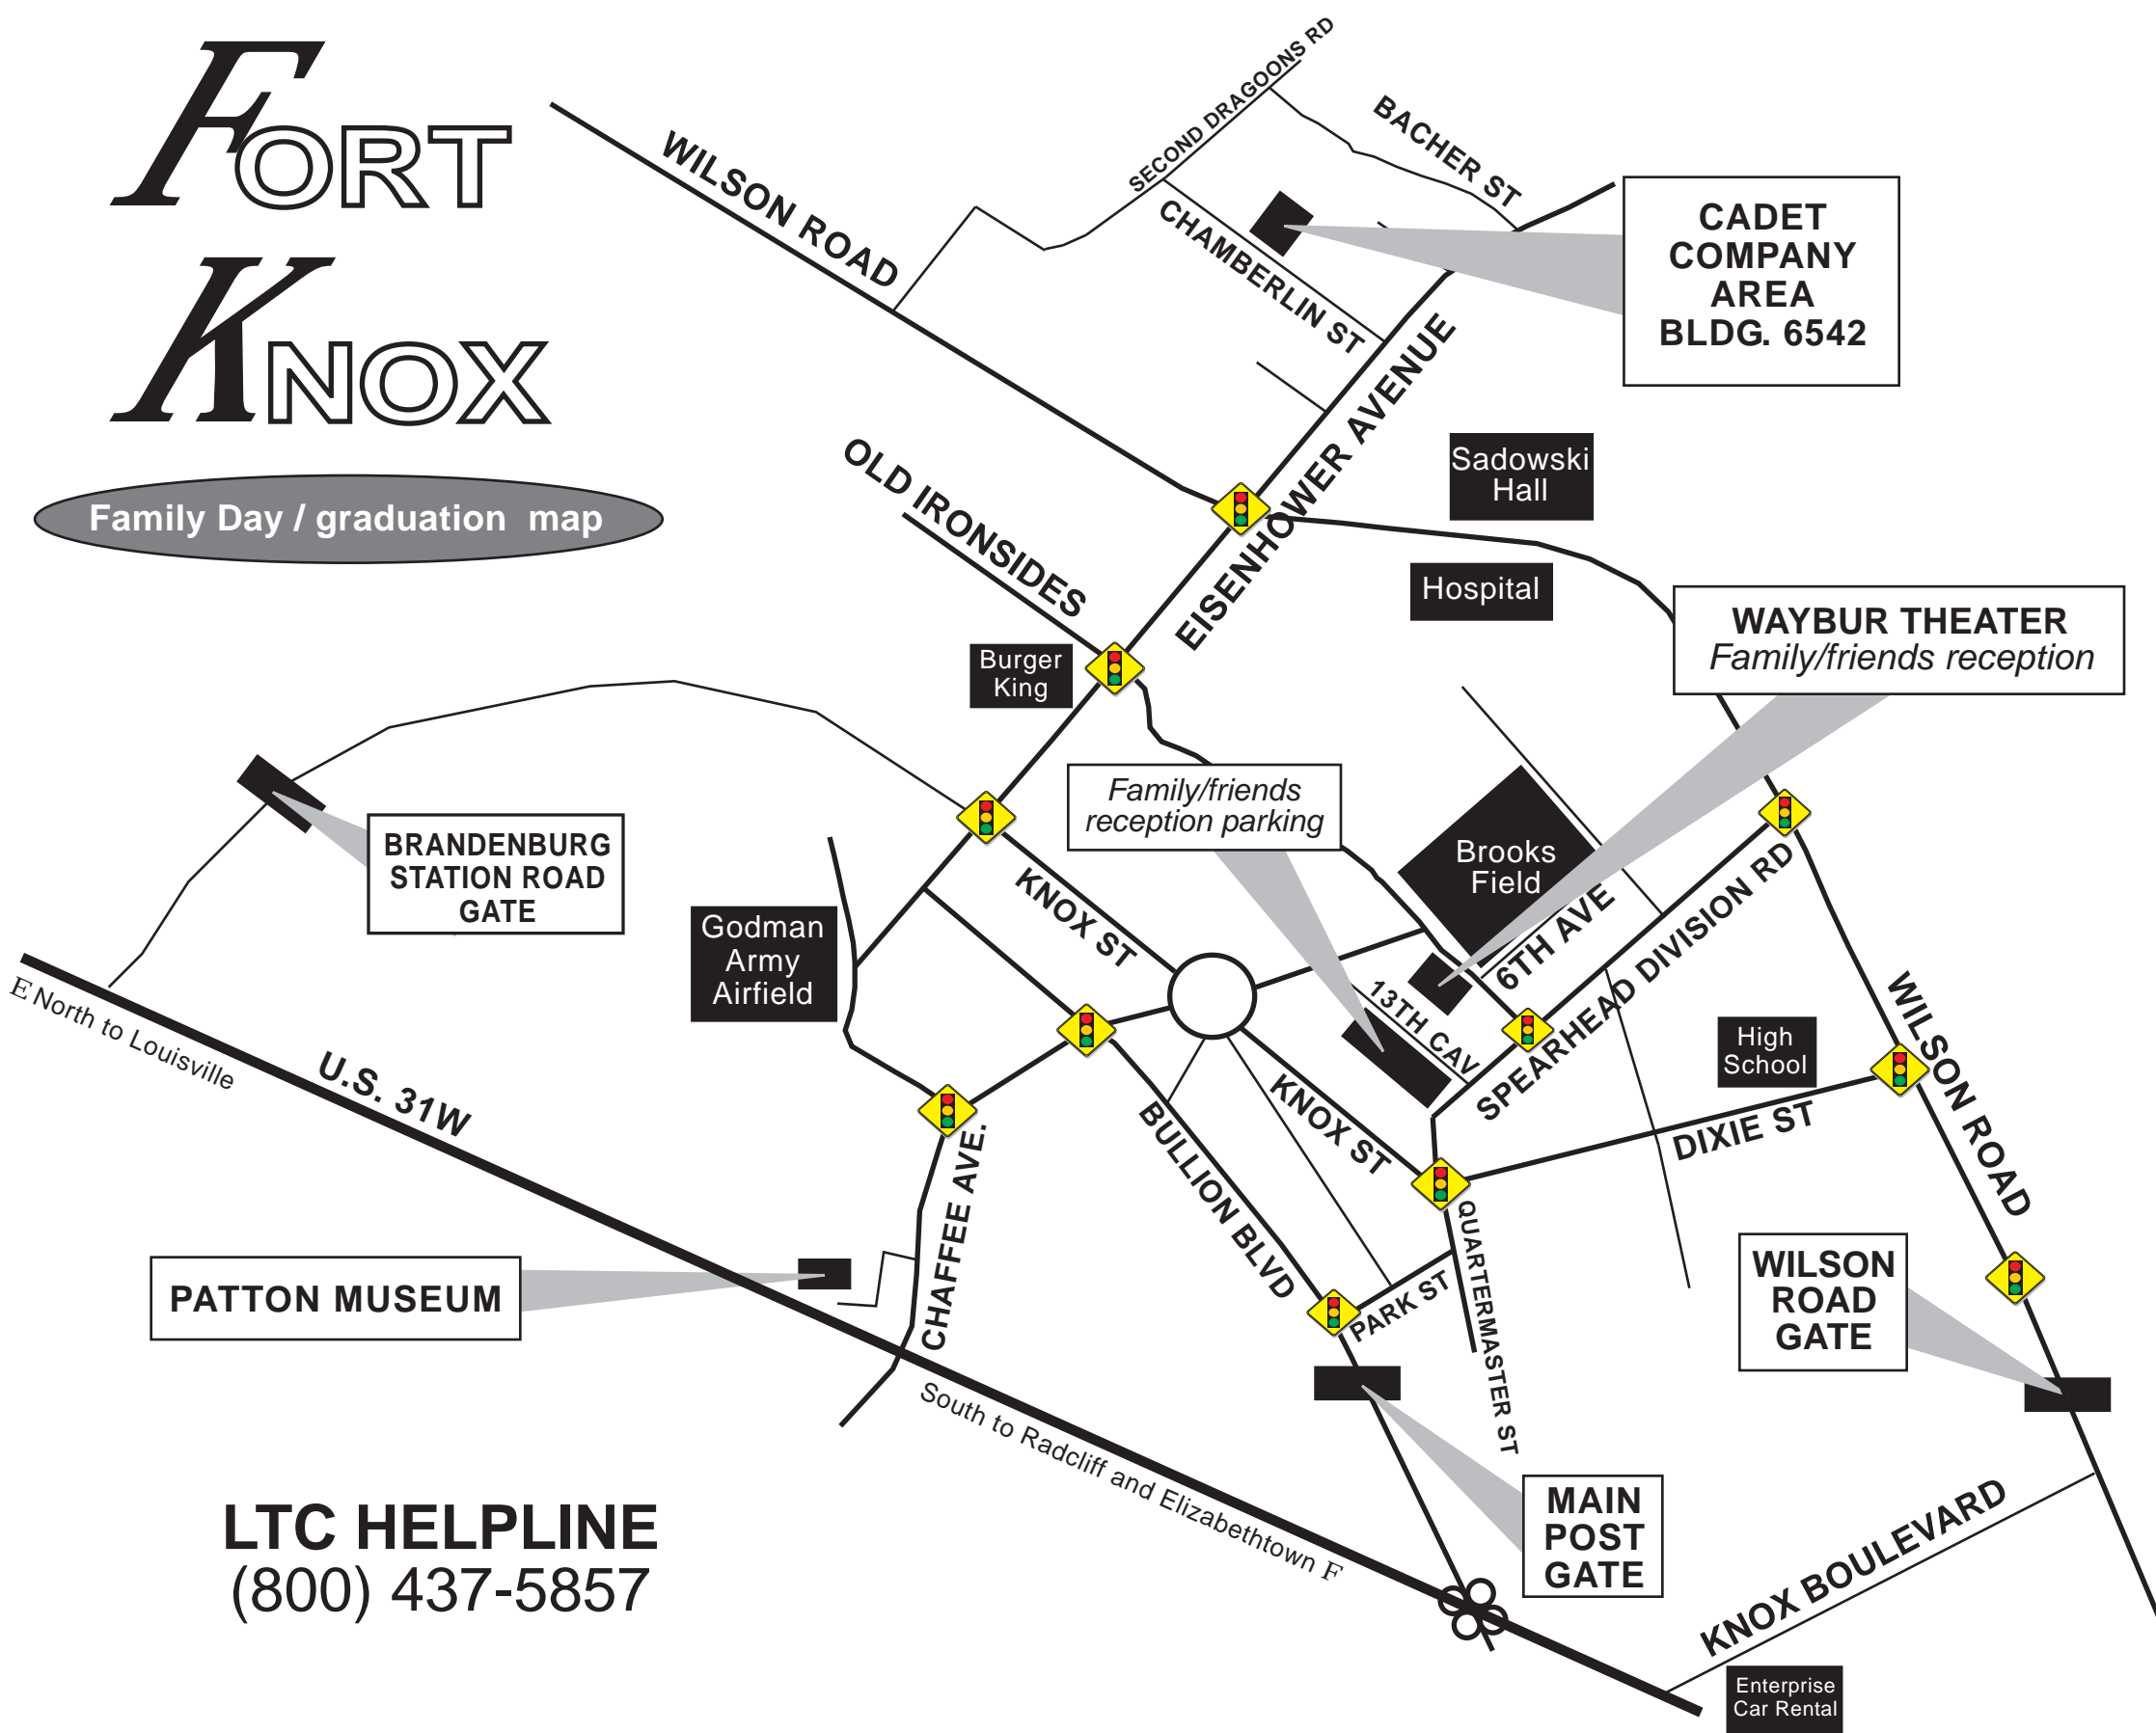 FORT
KNOX
Family Day / graduation map
WILSON ROAD
SECOND DRAGOONS RD
BACHER ST
CHAMBERLIN ST
CADET
COMPANY
AREA
BLDG. 6542
EISENHOWER AVENUE
OLD IRONSIDES
Sadowski
Hall
Hospital
WAYBUR THEATER
Family/friends reception
Burger
King
Family/friends
reception parking
BRANDENBURG
STATION ROAD
GATE
Brooks
Field
KNOX ST
6TH AVE
SPEARHEAD DIVISION RD
13TH CAV
Godman
Army
Airfield
E North to Louisville
U.S. 31W
High
School
WILSON ROAD
DIXIE ST
KNOX ST
BULLION BLVD
CHAFFEE AVE.
QUARTERMASTER ST
PARK ST
PATTON MUSEUM
WILSON
ROAD
GATE
South to Radcliff and Elizabethtown F
MAIN
POST
GATE
KNOX BOULEVARD
LTC HELPLINE
(800) 437-5857
Enterprise
Car Rental